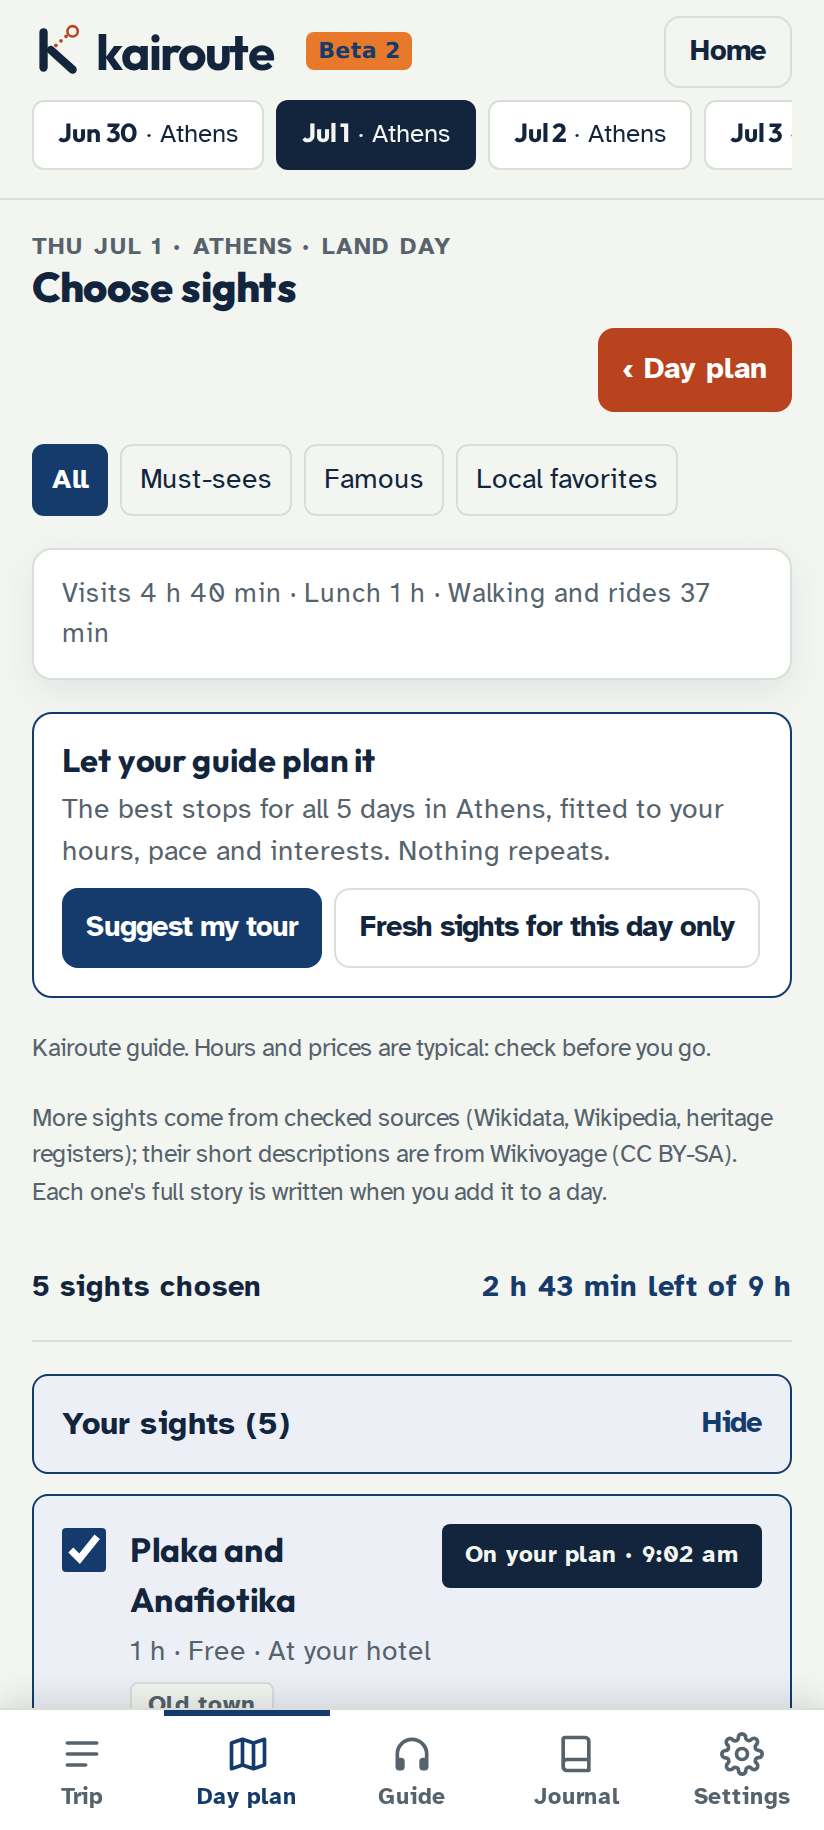 kairoute
Beta 2
Home
Jun 30 · Athens
Jul 1 · Athens
Jul 2 · Athens
Jul 3 ·
THU JUL 1 · ATHENS · LAND DAY
Choose sights
‹ Day plan
All
Must-sees
Famous
Local favorites
Visits 4 h 40 min · Lunch 1 h · Walking and rides 37
min
Let your guide plan it
The best stops for all 5 days in Athens, fitted to your
hours, pace and interests. Nothing repeats.
Suggest my tour
Fresh sights for this day only
Kairoute guide. Hours and prices are typical: check before you go.
More sights come from checked sources (Wikidata, Wikipedia, heritage
registers); their short descriptions are from Wikivoyage (CC BY-SA).
Each one's full story is written when you add it to a day.
5 sights chosen
2 h 43 min left of 9 h
Your sights (5)
Hide
Plaka and
Anafiotika
On your plan · 9:02 am
1 h · Free · At your hotel
Old town
Trip
Day plan
Guide
Journal
Settings